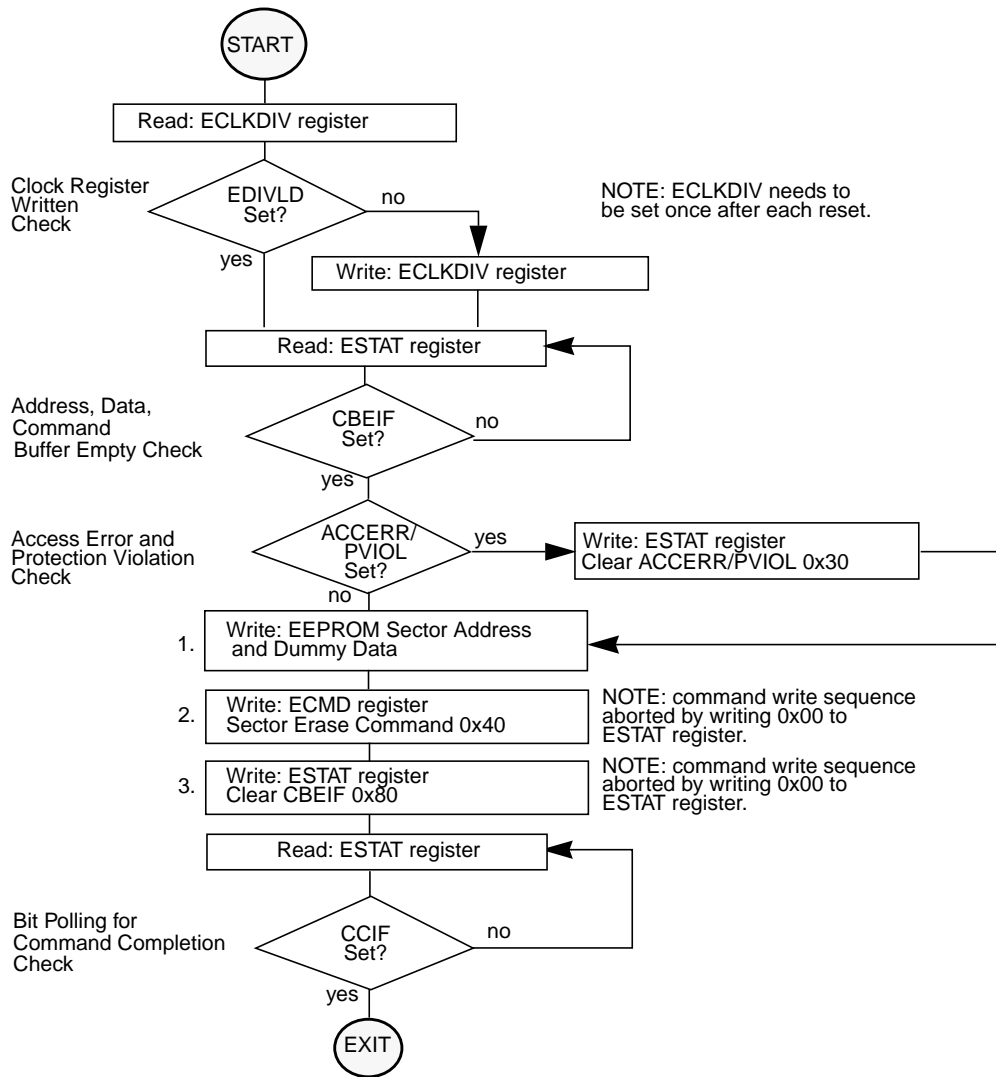 START
Read: ECLKDIV register
Clock Register
Written
Check
EDIVLD
Set?
no
yes
NOTE: ECLKDIV needs to
be set once after each reset.
Write: ECLKDIV register
Read: ESTAT register
Address, Data,
Command
Buffer Empty Check
CBEIF
Set?
no
yes
Access Error and
Protection Violation
Check
ACCERR/
PVIOL
Set?
yes
no
Write: ESTAT register
Clear ACCERR/PVIOL 0x30
1.
Write: EEPROM Sector Address
and Dummy Data
2.
Write: ECMD register
Sector Erase Command 0x40
NOTE: command write sequence
aborted by writing 0x00 to
ESTAT register.
3.
Write: ESTAT register
Clear CBEIF 0x80
NOTE: command write sequence
aborted by writing 0x00 to
ESTAT register.
Read: ESTAT register
Bit Polling for
Command Completion
Check
CCIF
Set?
no
yes
EXIT